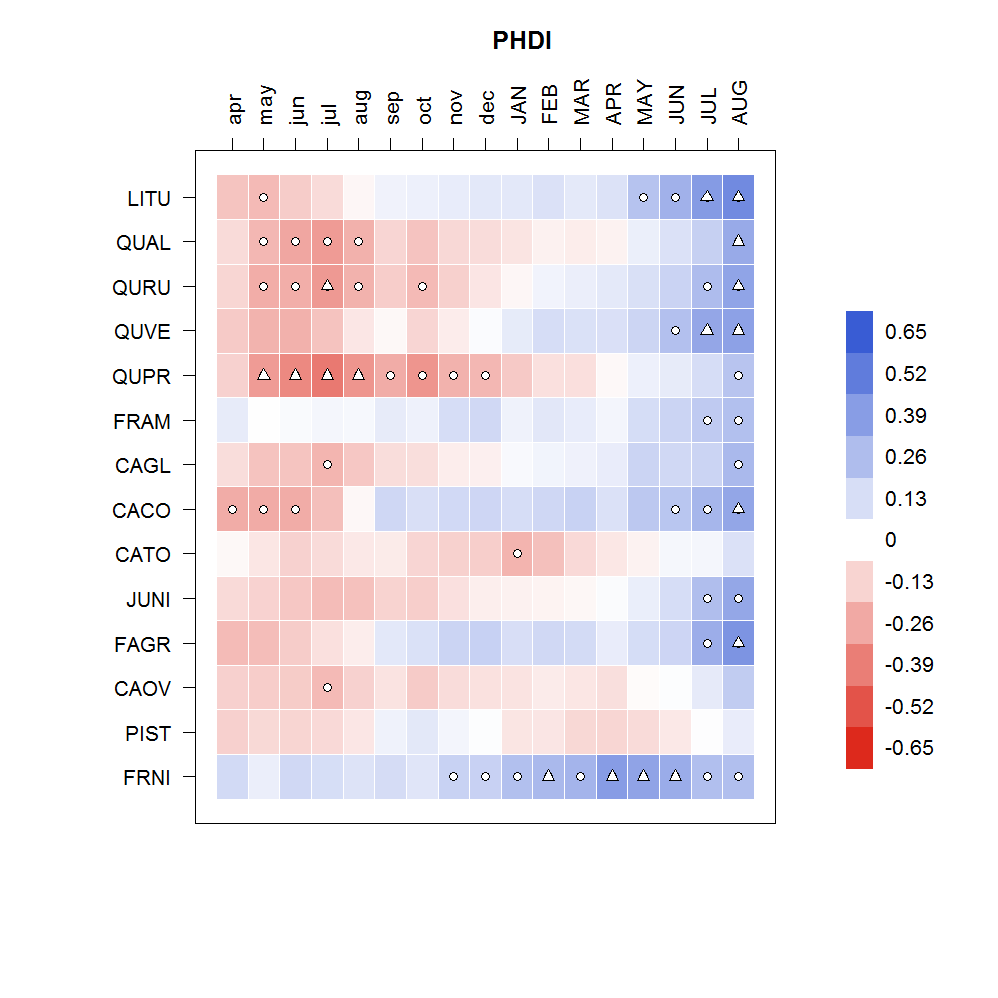 PHDI
apr may jun jul aug sep oct nov dec JAN FEB MAR APR MAY JUN JUL AUG
LITU
QUAL
QURU
QUVE
QUPR
FRAM
CAGL
CACO
CATO
JUNI
FAGR
CAOV
PIST
FRNI
0.65
0.52
0.39
0.26
0.13
0
-0.13
-0.26
-0.39
-0.52
-0.65